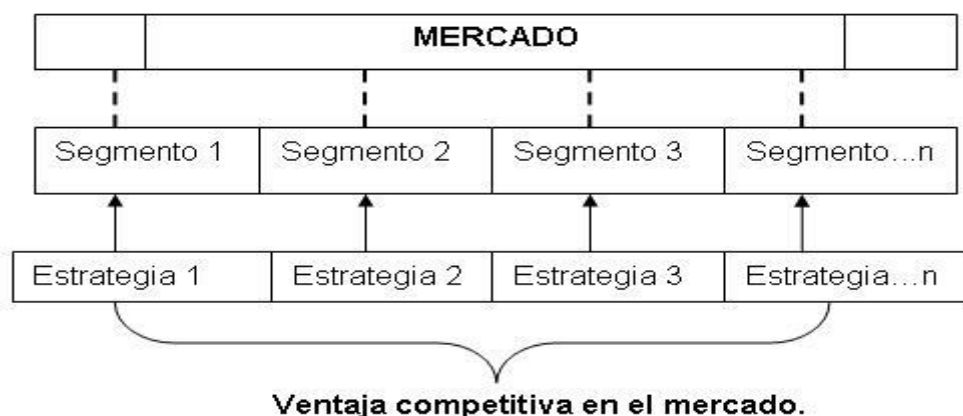 MERCADO
Segmento 1 Segmento 2 Segmento 3 Segmento...n
Estrategia 1 Estrategia 2 Estrategia 3 Estrategia...n
Ventaja competitiva en el mercado.